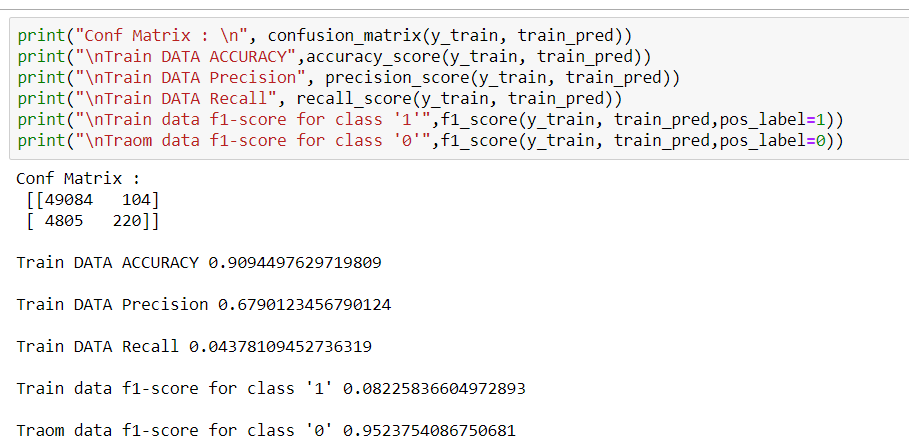 print("Conf Matrix : \n", confusion_matrix(y_train, train_pred))
print("\nTrain DATA ACCURACY",accuracy_score(y_train, train_pred))
print("\nTrain DATA Precision", precision_score(y_train, train_pred))
print("\nTrain DATA Recall", recall_score(y_train, train_pred))
print("\nTrain data f1-score for class '1'",f1_score(y_train, train_pred,pos_label=1))
print("\nTraom data f1-score for class '0'",f1_score(y_train, train_pred,pos_label=0))
Conf Matrix :
[[49084   104]
[ 4805   220]]
Train DATA ACCURACY 0.9094497629719809
Train DATA Precision 0.6790123456790124
Train DATA Recall 0.04378109452736319
Train data f1-score for class '1' 0.08225836604972893
Traom data f1-score for class '0' 0.9523754086750681